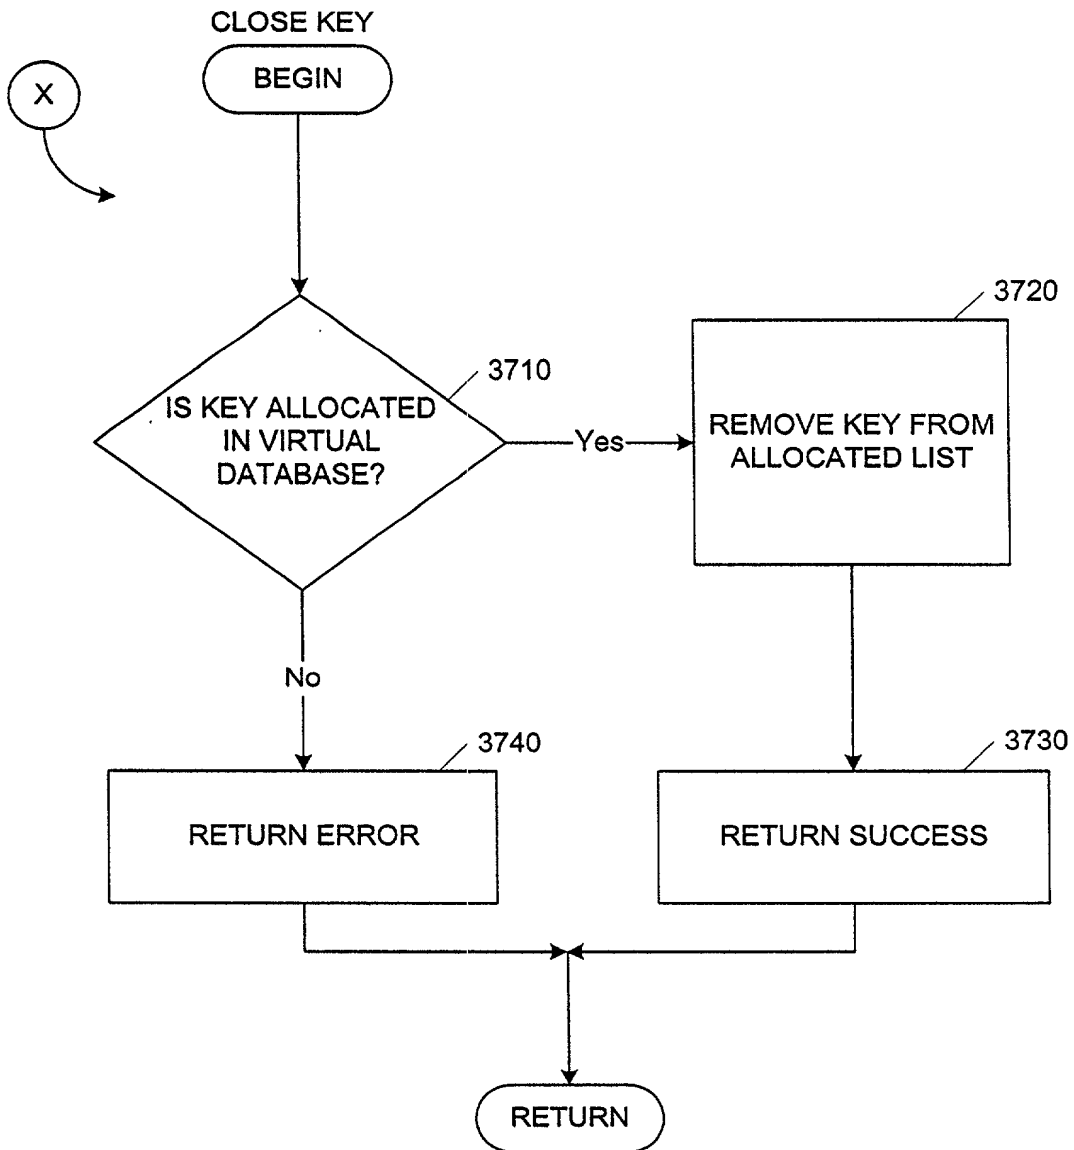 CLOSE KEY
BEGIN
X
3720
3710
IS KEY ALLOCATED
IN VIRTUAL
DATABASE?
Yes
REMOVE KEY FROM
ALLOCATED LIST
No
3740
3730
RETURN ERROR
RETURN SUCCESS
RETURN